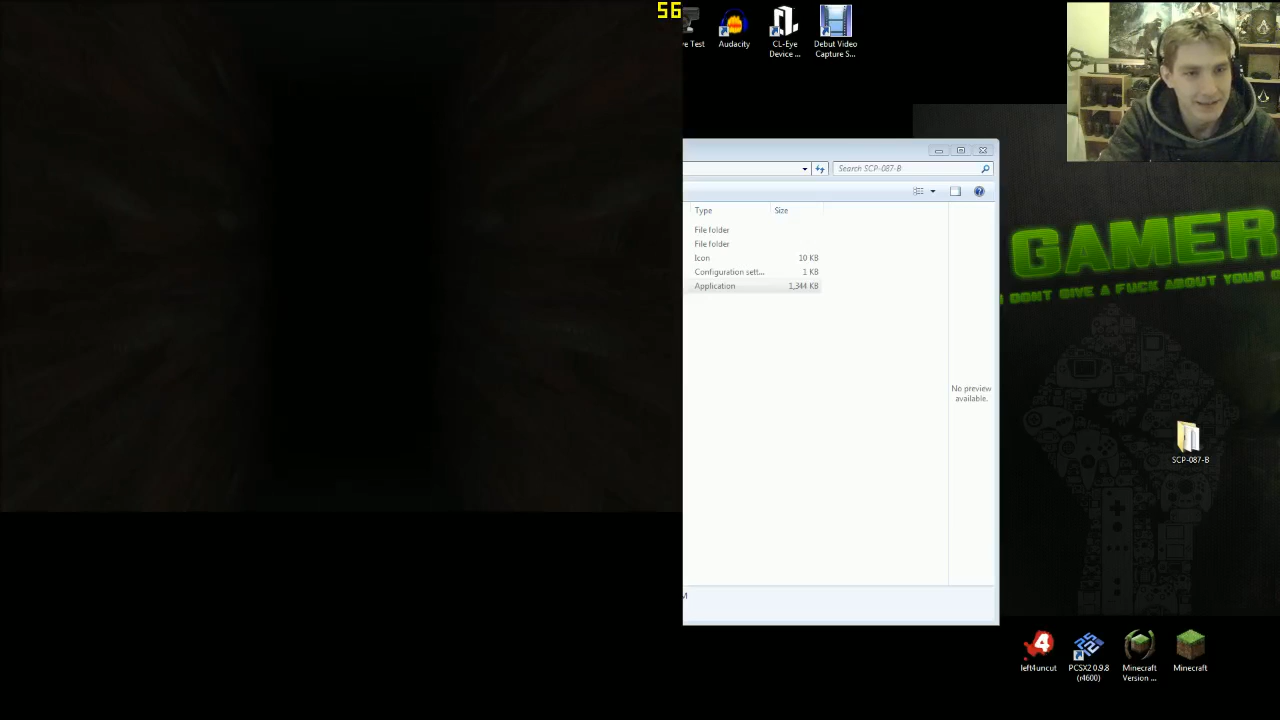 56
ve Test
Audacity
CL-Eye
Device ...
Debut Video
Capture S...
Search SCP-087-B
Type
Size
File folder
File folder
Icon
10 KB
Configuration sett...
1 KB
Application
1,344 KB
No preview
available.
GAMER
DONT GIVE A FUCK ABOUT YOUR
SCP-087-B
left4uncut
PCSX2 0.9.8
(r4600)
Minecraft
Version ...
Minecraft